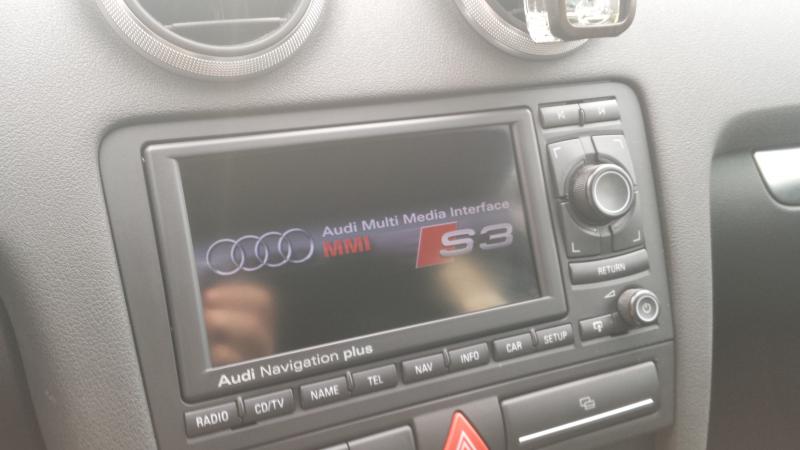 Audi Multi Media Interface
MMI
S3
RETURN
Audi Navigation plus
RADIO
CD/TV
NAME
TEL
NAV
INFO
CAR
SETUP